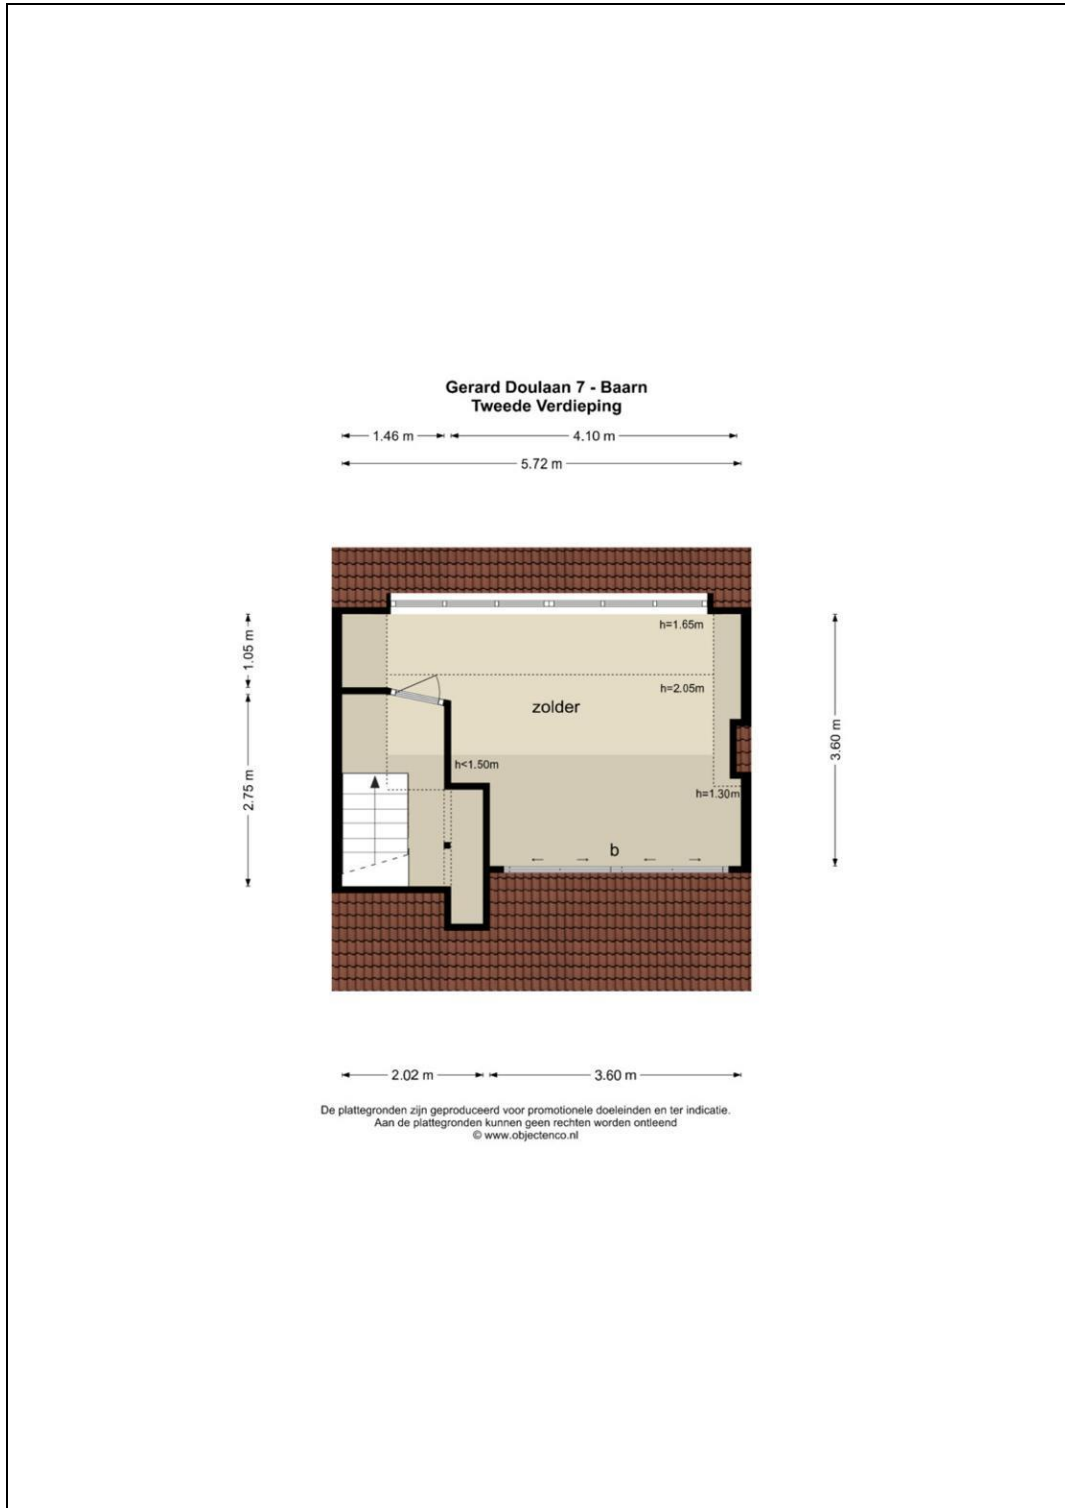 Gerard Doulaan 7 - Baarn
Tweede Verdieping
1.46 m
4.10 m
5.72 m
1.05 m
2.75 m
h=1.65m
h=2.05m
zolder
h<1.50m
h=1.30m
b
3.60 m
2.02 m
3.60 m
De plattegronden zijn geproduceerd voor promotionele doeleinden en ter indicatie.
Aan de plattegronden kunnen geen rechten worden ontleend
© www.objectenco.nl